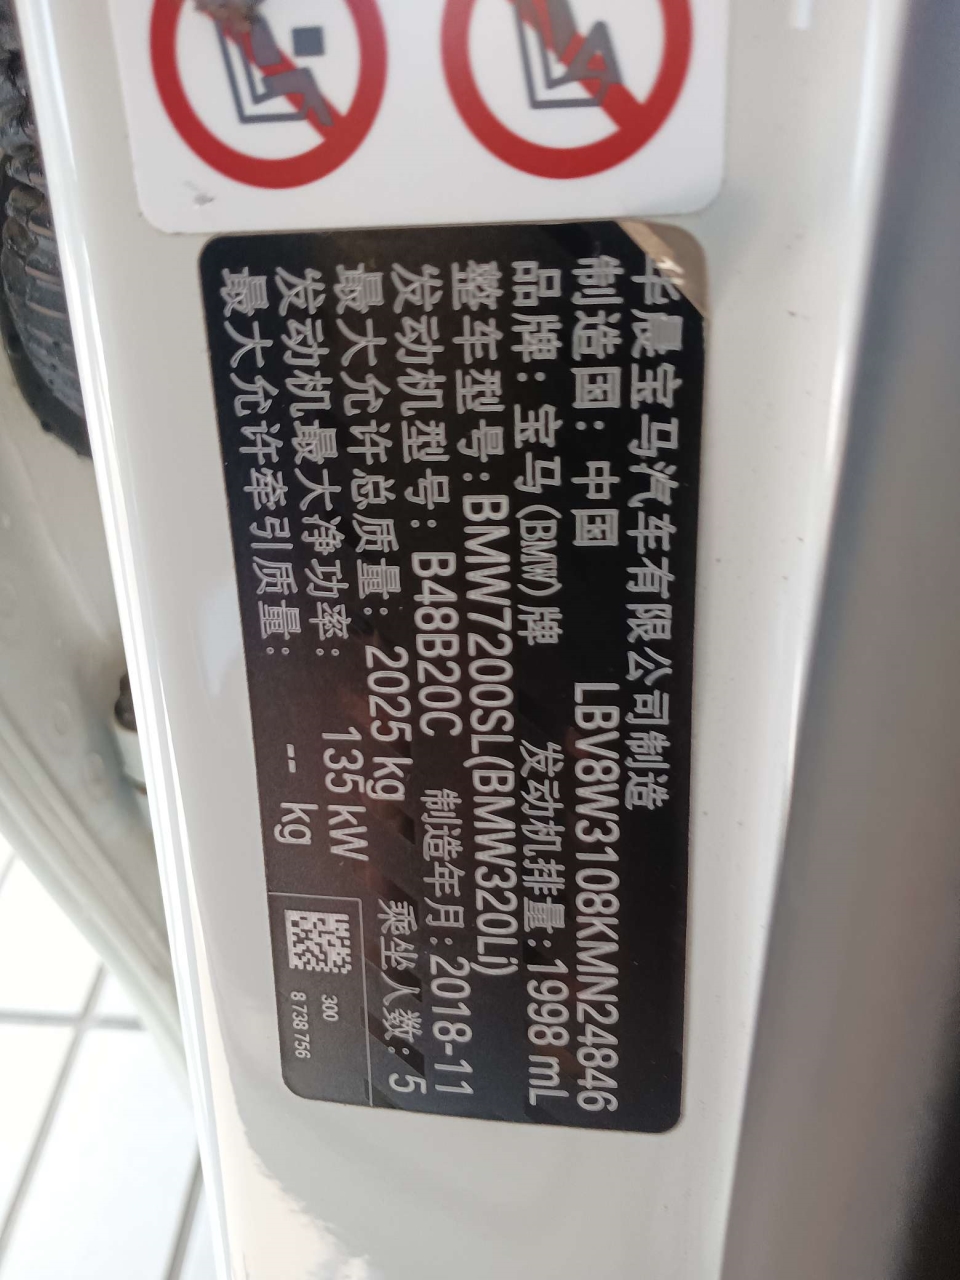 华晨宝马汽车有限公司制造
制造国：中国 LBV8W3108KMN24846
品牌：宝马(BMW)牌 发动机排量：1998 mL
整车型号：BMW7200SL(BMW320Li)
发动机型号：B48B20C 制造年月：2018-11
最大允许总质量：2025 kg 乘坐人数：5
发动机最大净功率：135 kW
最大允许牵引质量：-- kg
300
8 738 756